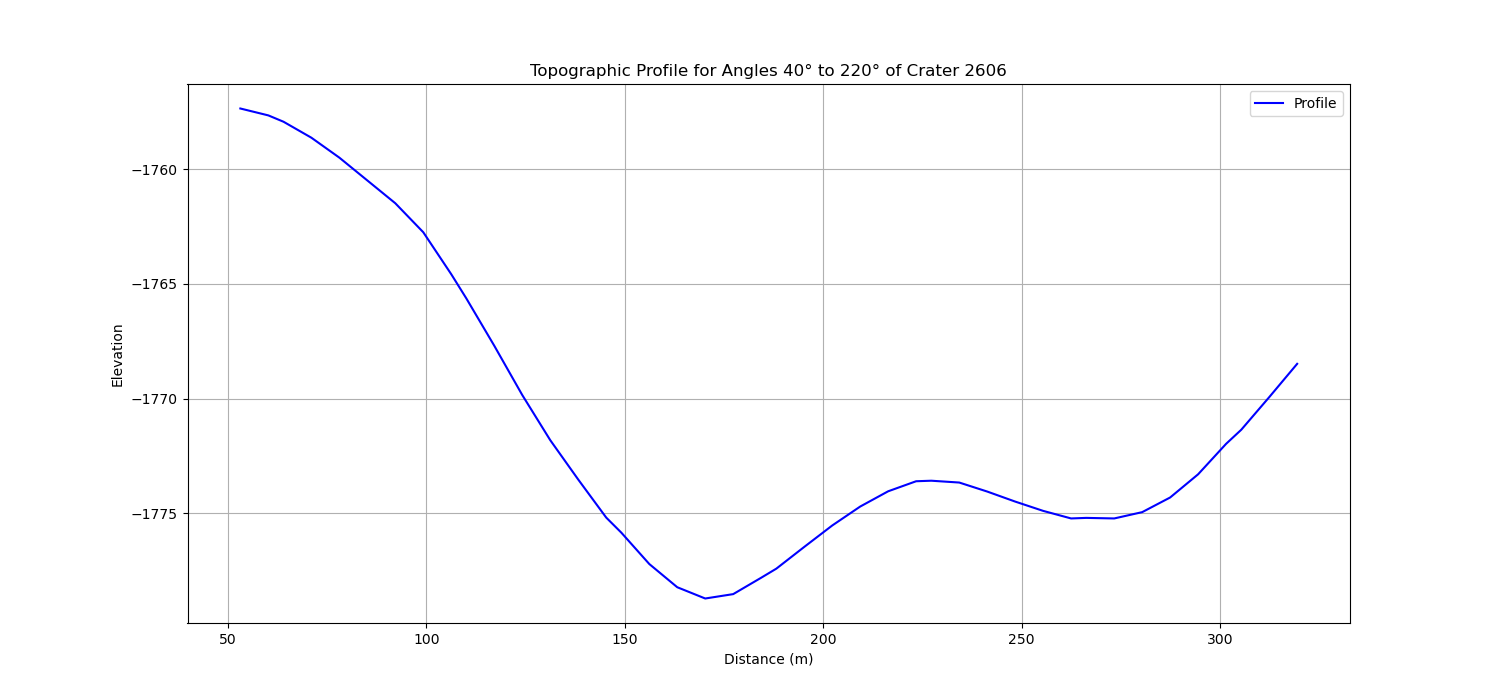 Topographic Profile for Angles 40° to 220° of Crater 2606
Profile
−1760
−1765
−1770
−1775
Elevation
50 100 150 200 250 300
Distance (m)